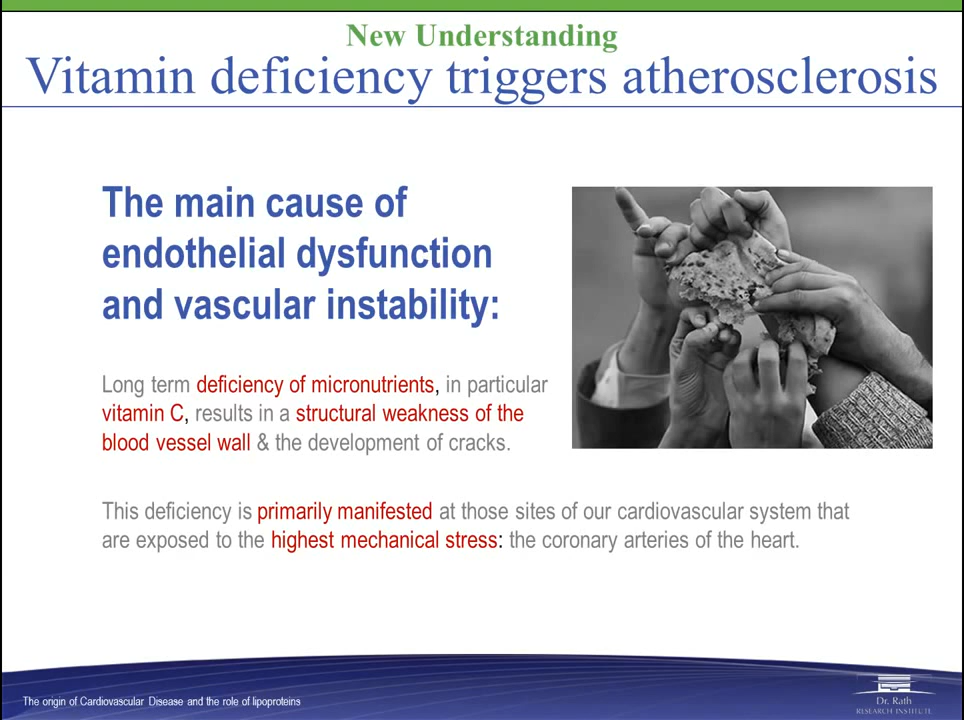 New Understanding
Vitamin deficiency triggers atherosclerosis
The main cause of
endothelial dysfunction
and vascular instability:
Long term deficiency of micronutrients, in particular
vitamin C, results in a structural weakness of the
blood vessel wall & the development of cracks.
This deficiency is primarily manifested at those sites of our cardiovascular system that
are exposed to the highest mechanical stress: the coronary arteries of the heart.
The origin of Cardiovascular Disease and the role of lipoproteins
Dr. Rath
RESEARCH INSTITUTE